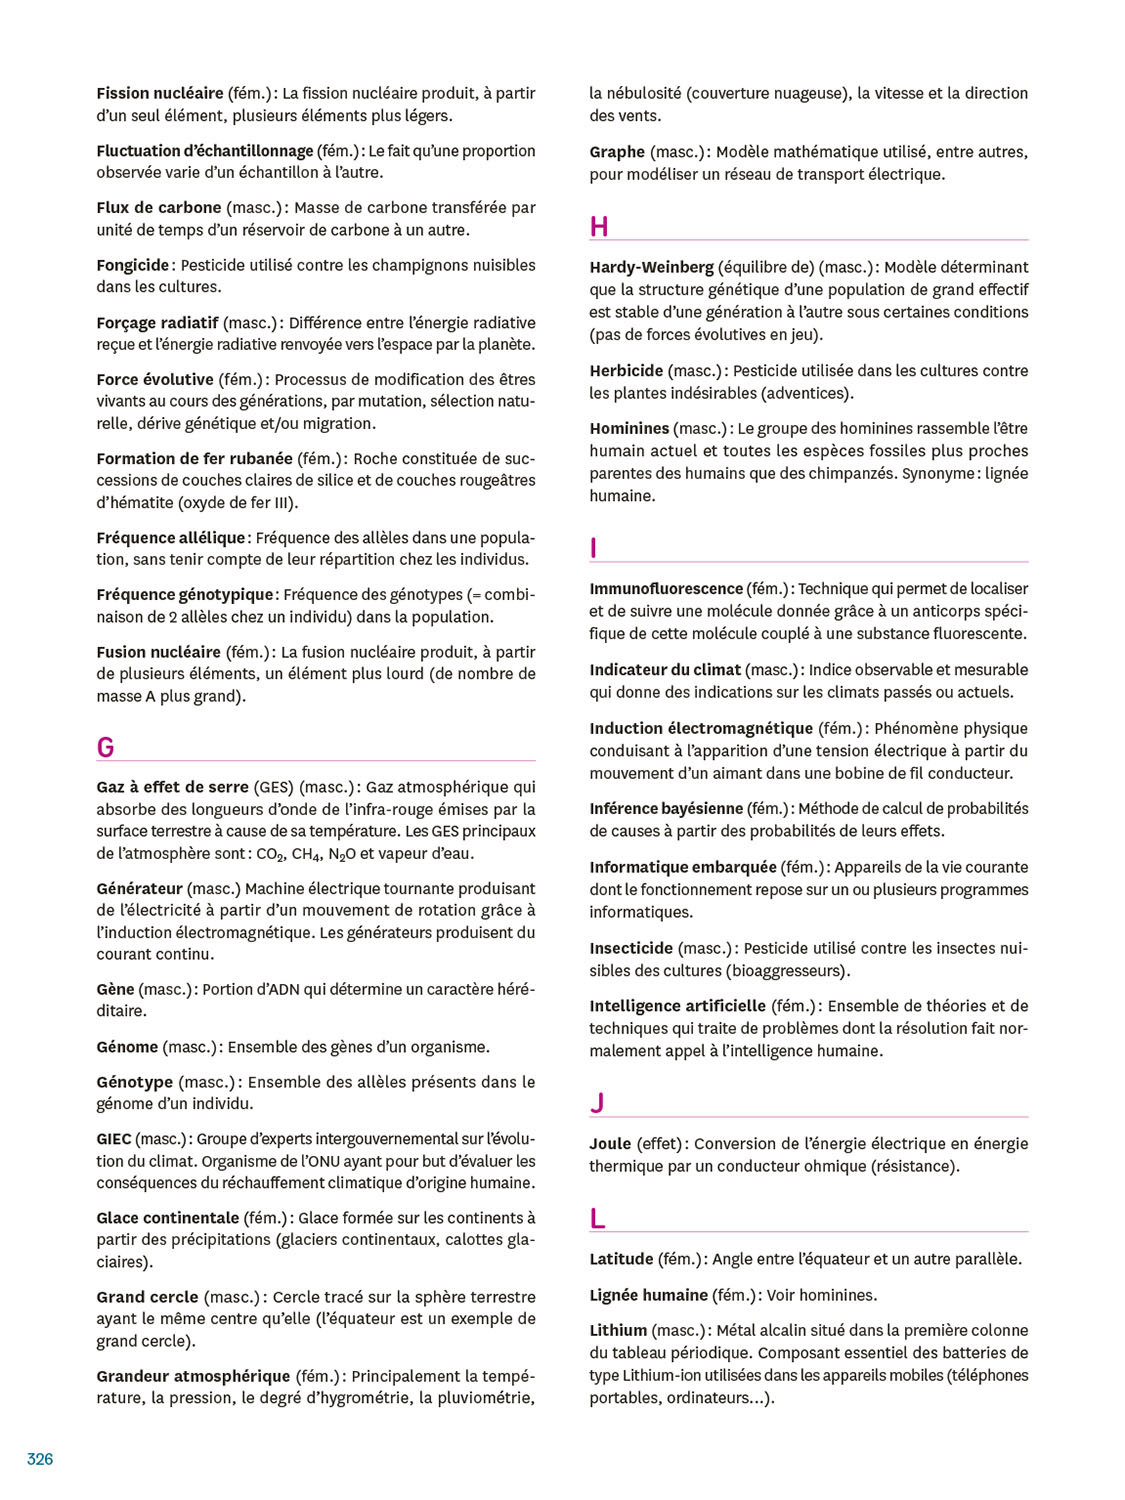 Fission nucléaire (fém.) : La fission nucléaire produit, à partir
d’un seul élément, plusieurs éléments plus légers.
Fluctuation d’échantillonnage (fém.) : Le fait qu’une proportion
observée varie d’un échantillon à l’autre.
Flux de carbone (masc.) : Masse de carbone transférée par
unité de temps d’un réservoir de carbone à un autre.
Fongicide : Pesticide utilisé contre les champignons nuisibles
dans les cultures.
Forçage radiatif (masc.) : Différence entre l’énergie radiative
reçue et l’énergie radiative renvoyée vers l’espace par la planète.
Force évolutive (fém.) : Processus de modification des êtres
vivants au cours des générations, par mutation, sélection natu-
relle, dérive génétique et/ou migration.
Formation de fer rubanée (fém.) : Roche constituée de suc-
cessions de couches claires de silice et de couches rougeâtres
d’hématite (oxyde de fer III).
Fréquence allélique : Fréquence des allèles dans une popula-
tion, sans tenir compte de leur répartition chez les individus.
Fréquence génotypique : Fréquence des génotypes (= combi-
naison de 2 allèles chez un individu) dans la population.
Fusion nucléaire (fém.) : La fusion nucléaire produit, à partir
de plusieurs éléments, un élément plus lourd (de nombre de
masse A plus grand).
G
Gaz à effet de serre (GES) (masc.) : Gaz atmosphérique qui
absorbe des longueurs d’onde de l’infra-rouge émises par la
surface terrestre à cause de sa température. Les GES principaux
de l’atmosphère sont : CO₂, CH₄, N₂O et vapeur d’eau.
Générateur (masc.) Machine électrique tournante produisant
de l’électricité à partir d’un mouvement de rotation grâce à
l’induction électromagnétique. Les générateurs produisent du
courant continu.
Gène (masc.) : Portion d’ADN qui détermine un caractère héré-
ditaire.
Génome (masc.) : Ensemble des gènes d’un organisme.
Génotype (masc.) : Ensemble des allèles présents dans le
génome d’un individu.
GIEC (masc.) : Groupe d’experts intergouvernemental sur l’évolu-
tion du climat. Organisme de l’ONU ayant pour but d’évaluer les
conséquences du réchauffement climatique d’origine humaine.
Glace continentale (fém.) : Glace formée sur les continents à
partir des précipitations (glaciers continentaux, calottes gla-
ciaires).
Grand cercle (masc.) : Cercle tracé sur la sphère terrestre
ayant le même centre qu’elle (l’équateur est un exemple de
grand cercle).
Grandeur atmosphérique (fém.) : Principalement la tempé-
rature, la pression, le degré d’hygrométrie, la pluviométrie,
la nébulosité (couverture nuageuse), la vitesse et la direction
des vents.
Graphe (masc.) : Modèle mathématique utilisé, entre autres,
pour modéliser un réseau de transport électrique.
H
Hardy-Weinberg (équilibre de) (masc.) : Modèle déterminant
que la structure génétique d’une population de grand effectif
est stable d’une génération à l’autre sous certaines conditions
(pas de forces évolutives en jeu).
Herbicide (masc.) : Pesticide utilisée dans les cultures contre
les plantes indésirables (adventices).
Hominines (masc.) : Le groupe des hominines rassemble l’être
humain actuel et toutes les espèces fossiles plus proches
parentes des humains que des chimpanzés. Synonyme : lignée
humaine.
I
Immunofluorescence (fém.) : Technique qui permet de localiser
et de suivre une molécule donnée grâce à un anticorps spéci-
fique de cette molécule couplé à une substance fluorescente.
Indicateur du climat (masc.) : Indice observable et mesurable
qui donne des indications sur les climats passés ou actuels.
Induction électromagnétique (fém.) : Phénomène physique
conduisant à l’apparition d’une tension électrique à partir du
mouvement d’un aimant dans une bobine de fil conducteur.
Inférence bayésienne (fém.) : Méthode de calcul de probabilités
de causes à partir des probabilités de leurs effets.
Informatique embarquée (fém.) : Appareils de la vie courante
dont le fonctionnement repose sur un ou plusieurs programmes
informatiques.
Insecticide (masc.) : Pesticide utilisé contre les insectes nui-
sibles des cultures (bioaggresseurs).
Intelligence artificielle (fém.) : Ensemble de théories et de
techniques qui traite de problèmes dont la résolution fait nor-
malement appel à l’intelligence humaine.
J
Joule (effet) : Conversion de l’énergie électrique en énergie
thermique par un conducteur ohmique (résistance).
L
Latitude (fém.) : Angle entre l’équateur et un autre parallèle.
Lignée humaine (fém.) : Voir hominines.
Lithium (masc.) : Métal alcalin situé dans la première colonne
du tableau périodique. Composant essentiel des batteries de
type Lithium-ion utilisées dans les appareils mobiles (téléphones
portables, ordinateurs...).
326